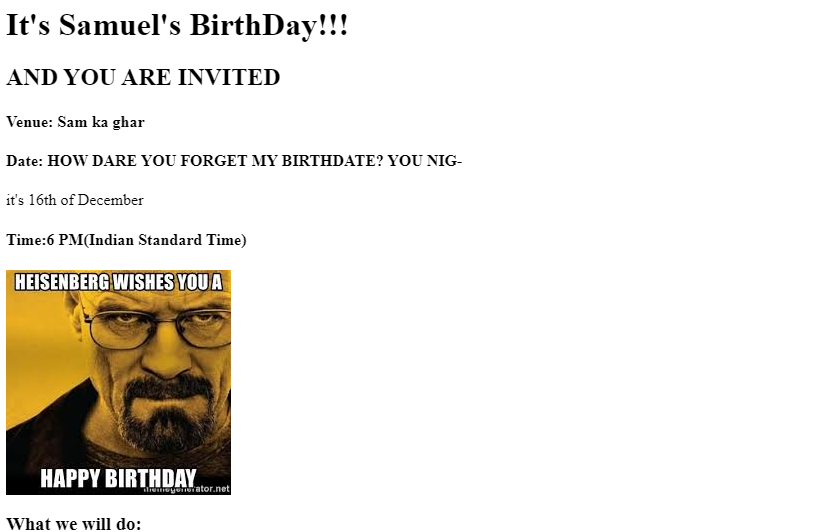 It's Samuel's BirthDay!!!
AND YOU ARE INVITED
Venue: Sam ka ghar
Date: HOW DARE YOU FORGET MY BIRTHDATE? YOU NIG-
it's 16th of December
Time:6 PM(Indian Standard Time)
HEISENBERG WISHES YOU A
HAPPY BIRTHDAY
memegenerator.net
What we will do: